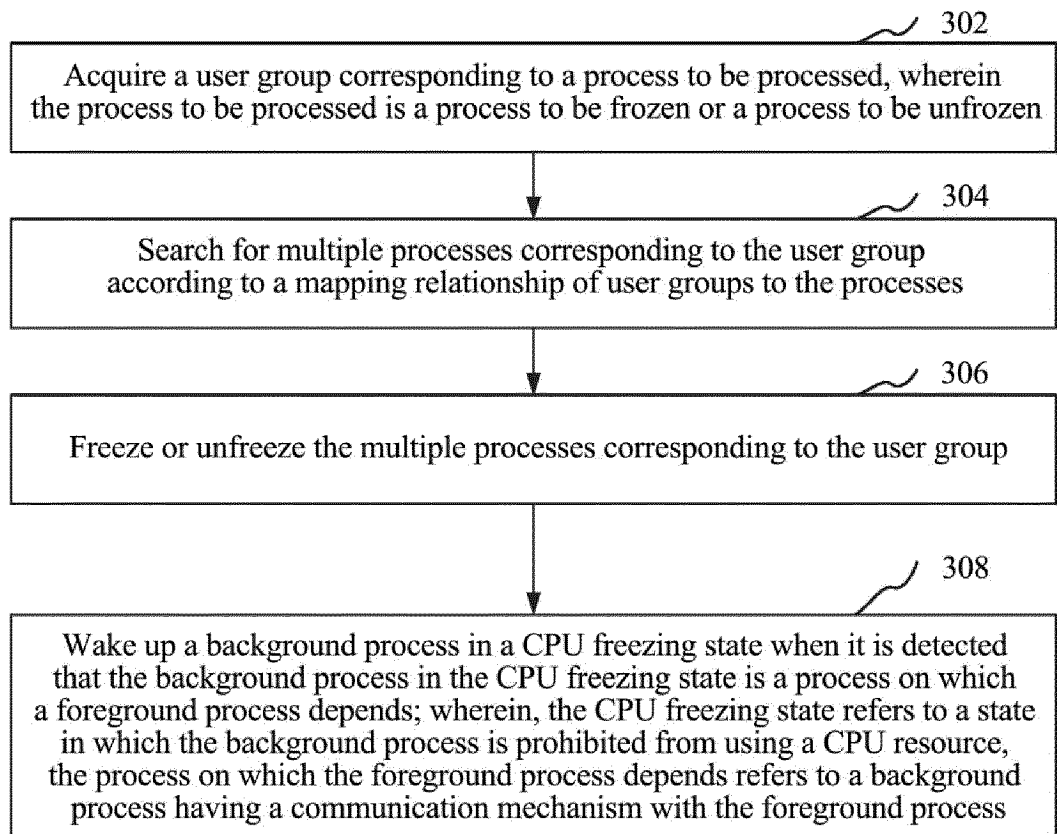 302
Acquire a user group corresponding to a process to be processed, wherein
the process to be processed is a process to be frozen or a process to be unfrozen
304
Search for multiple processes corresponding to the user group
according to a mapping relationship of user groups to the processes
306
Freeze or unfreeze the multiple processes corresponding to the user group
308
Wake up a background process in a CPU freezing state when it is detected
that the background process in the CPU freezing state is a process on which
a foreground process depends; wherein, the CPU freezing state refers to a state
in which the background process is prohibited from using a CPU resource,
the process on which the foreground process depends refers to a background
process having a communication mechanism with the foreground process